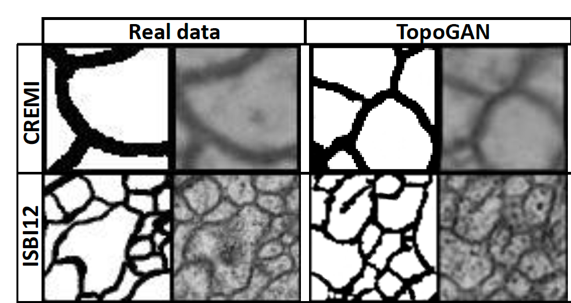 Real data
TopoGAN
CREMI
ISBI12